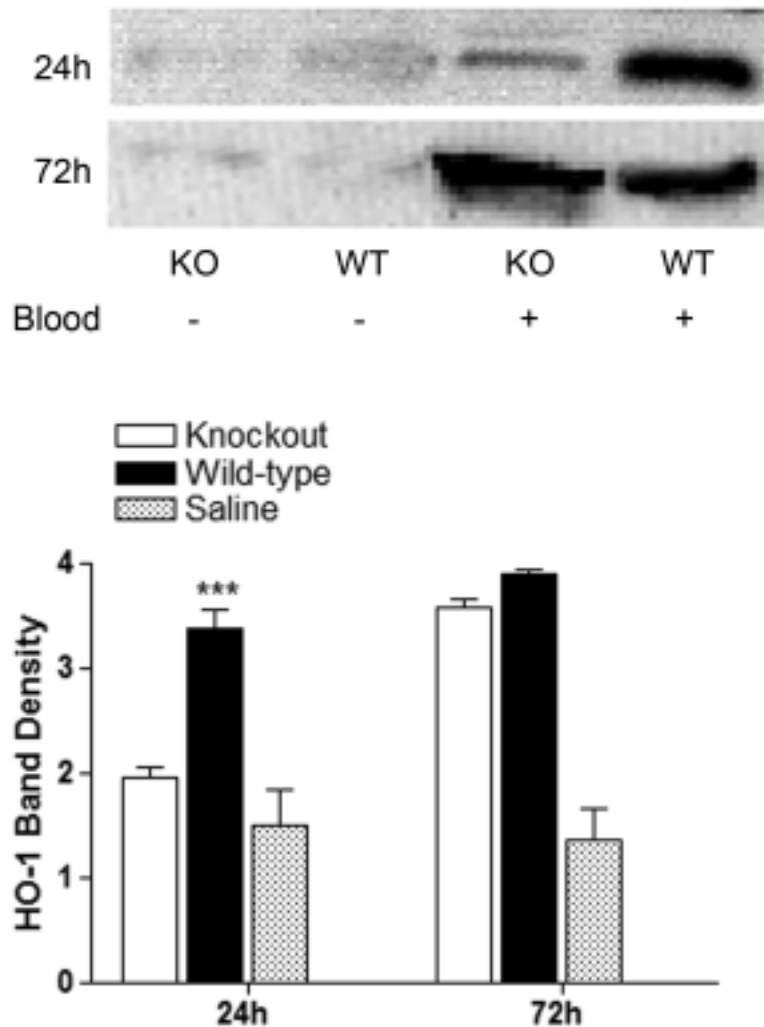 24h
72h
KO WT KO WT
Blood - - + +
Knockout
Wild-type
Saline
HO-1 Band Density
4
3
2
1
0
***
24h 72h